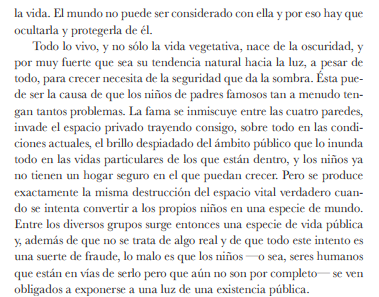 la vida. El mundo no puede ser considerado con ella y por eso hay que
ocultarla y protegerla de él.
Todo lo vivo, y no sólo la vida vegetativa, nace de la oscuridad, y
por muy fuerte que sea su tendencia natural hacia la luz, a pesar de
todo, para crecer necesita de la seguridad que da la sombra. Ésta pue-
de ser la causa de que los niños de padres famosos tan a menudo ten-
gan tantos problemas. La fama se inmiscuye entre las cuatro paredes,
invade el espacio privado trayendo consigo, sobre todo en las condi-
ciones actuales, el brillo despiadado del ámbito público que lo inunda
todo en las vidas particulares de los que están dentro, y los niños ya
no tienen un hogar seguro en el que puedan crecer. Pero se produce
exactamente la misma destrucción del espacio vital verdadero cuan-
do se intenta convertir a los propios niños en una especie de mundo.
Entre los diversos grupos surge entonces una especie de vida pública
y, además de que no se trata de algo real y de que todo este intento es
una suerte de fraude, lo malo es que los niños —o sea, seres humanos
que están en vías de serlo pero que aún no son por completo— se ven
obligados a exponerse a una luz de una existencia pública.